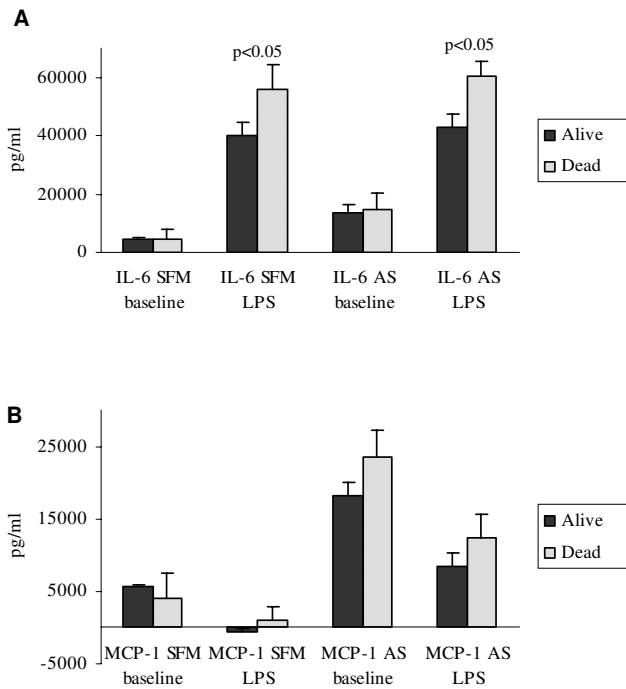 A
p<0.05
p<0.05
60000
40000
20000
0
pg/ml
IL-6 SFM
baseline
IL-6 SFM
LPS
IL-6 AS
baseline
IL-6 AS
LPS
Alive
Dead
B
25000
15000
5000
-5000
pg/ml
MCP-1 SFM
baseline
MCP-1 SFM
LPS
MCP-1 AS
baseline
MCP-1 AS
LPS
Alive
Dead